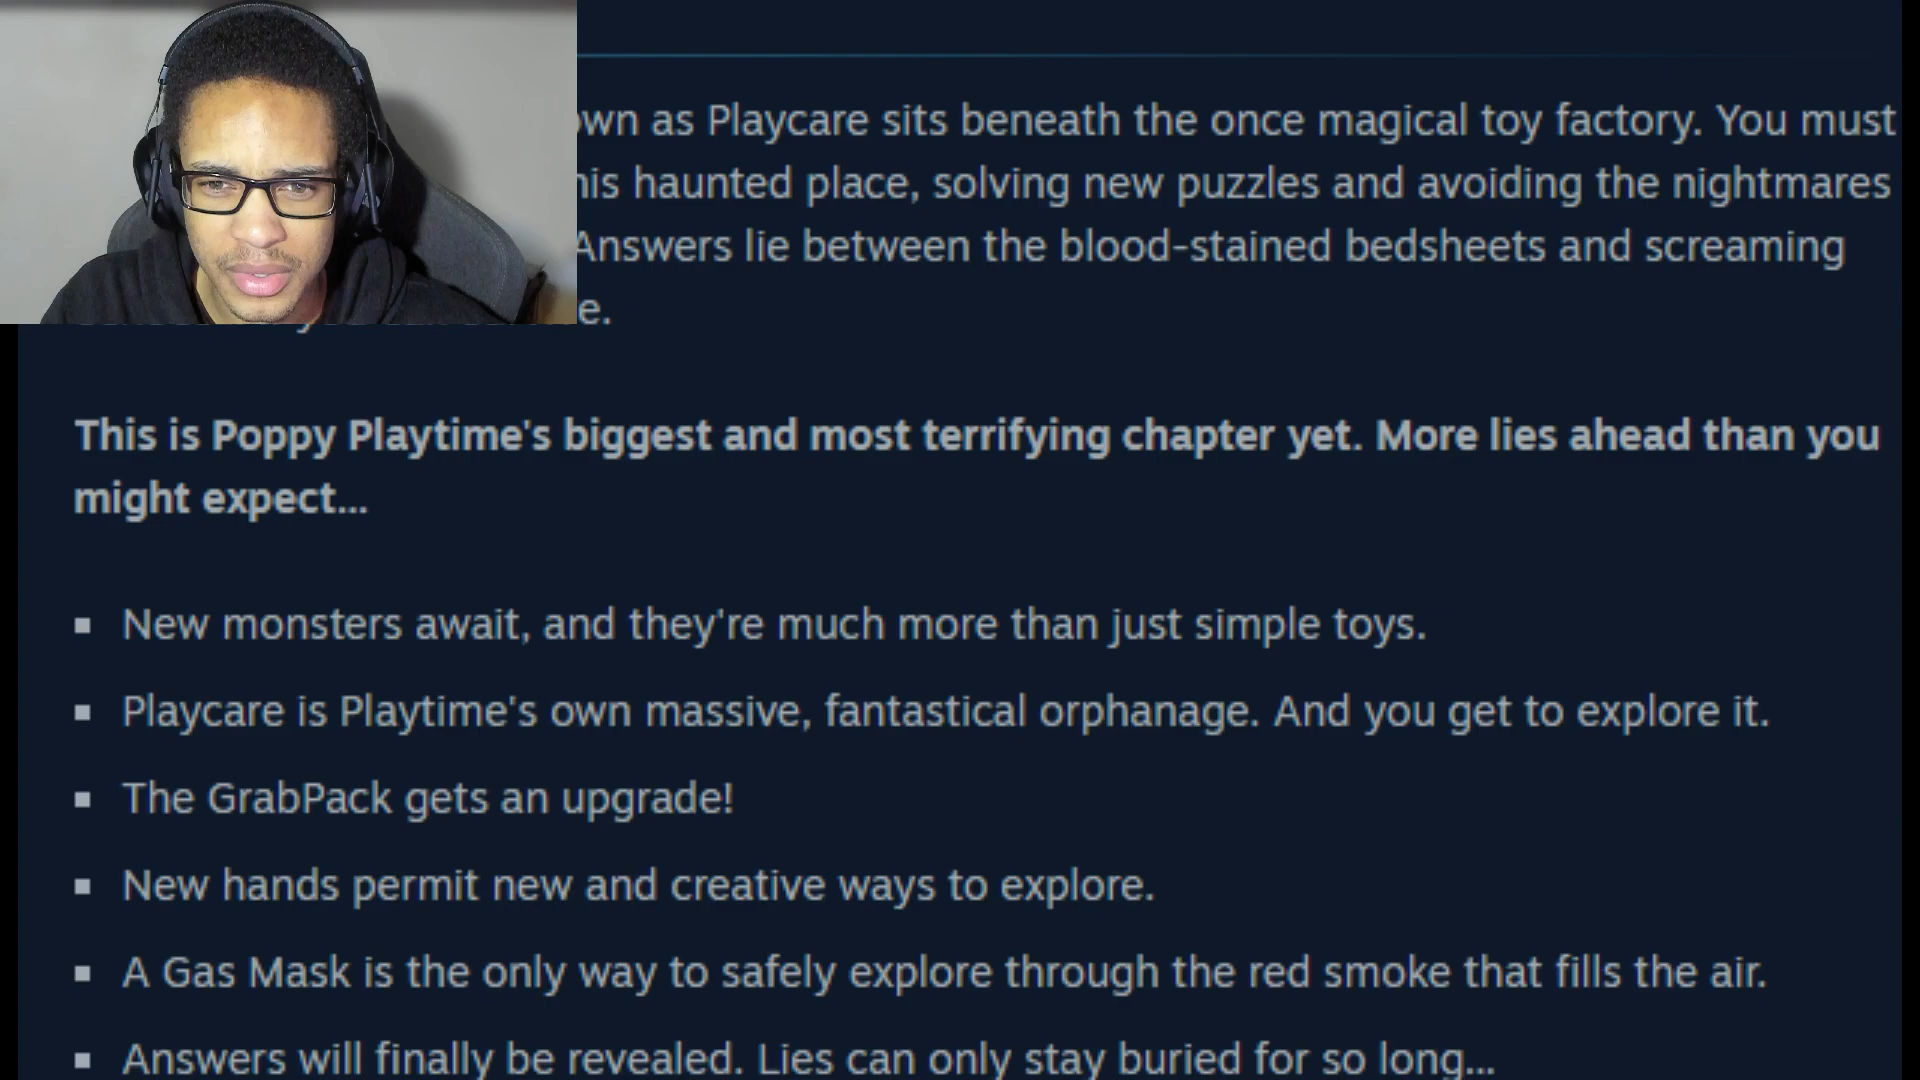 as Playcare sits beneath the once magical toy factory. You must
haunted place, solving new puzzles and avoiding the nightmares
Answers lie between the blood-stained bedsheets and screaming
This is Poppy Playtime's biggest and most terrifying chapter yet. More lies ahead than you
might expect...
▪ New monsters await, and they're much more than just simple toys.
▪ Playcare is Playtime's own massive, fantastical orphanage. And you get to explore it.
▪ The GrabPack gets an upgrade!
▪ New hands permit new and creative ways to explore.
▪ A Gas Mask is the only way to safely explore through the red smoke that fills the air.
▪ Answers will finally be revealed. Lies can only stay buried for so long...